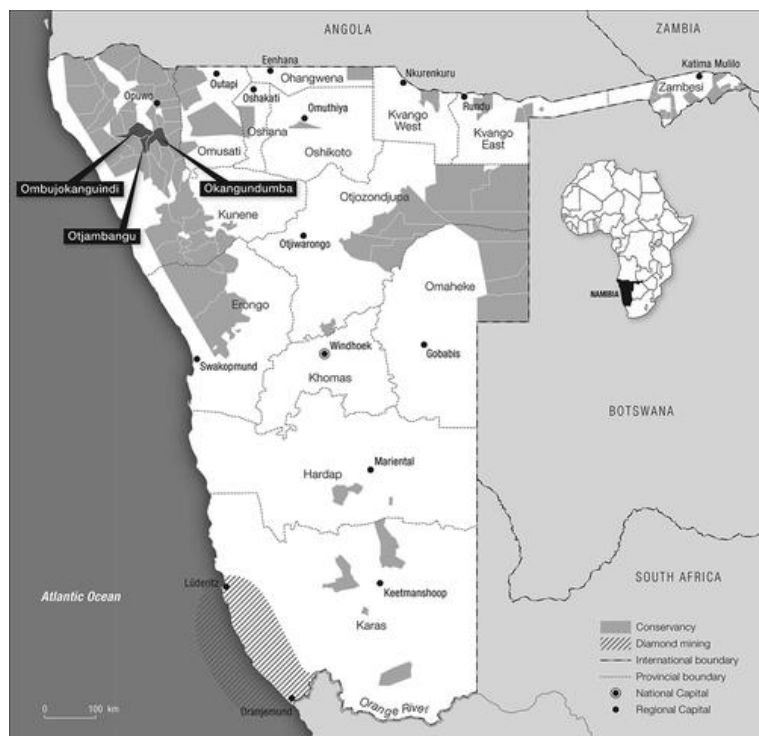 ANGOLA
ZAMBIA
Eenhana
Nkurenkuru
Katima Mulilo
Outapi
Ohangwena
Zambesi
Opuwo
Oshakati
Rundu
Omuthiya
Kvango
West
Oshana
Kvango
East
Omusati
Oshikoto
Ombujokanguindi
Okangundumba
Otjozondjupa
Otjambangu
Kunene
Otjiwarongo
Omaheke
NAMIBIA
Erongo
Windhoek
Gobabis
Swakopmund
Khomas
BOTSWANA
Mariental
Hardap
SOUTH AFRICA
Lüderitz
Keetmanshoop
Atlantic Ocean
Karas
Conservancy
Diamond mining
International boundary
Provincial boundary
National Capital
Regional Capital
Orange River
Oranjemund
0 100 km